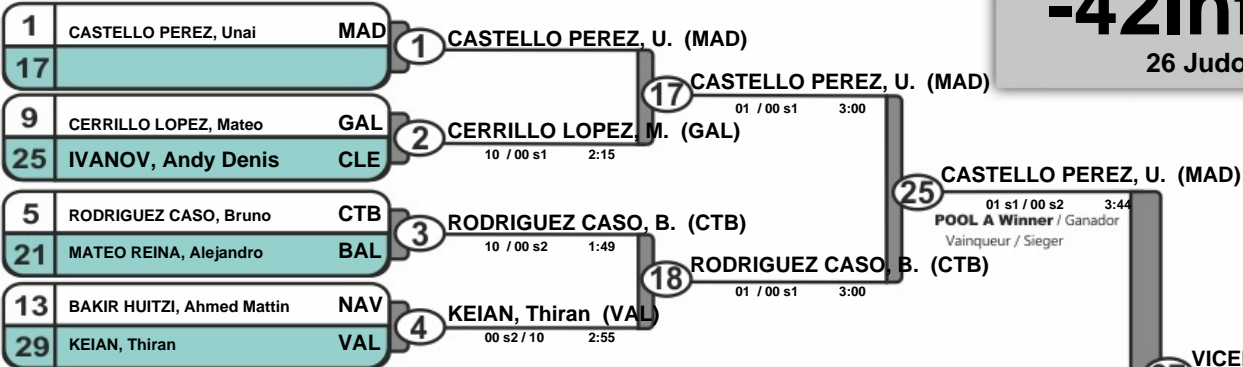 1 CASTELLO PEREZ, Unai MAD
17
1 CASTELLO PEREZ, U. (MAD)
-42
26 Judo
17 CASTELLO PEREZ, U. (MAD)
01 / 00 s1 3:00
9 CERRILLO LOPEZ, Mateo GAL
25 IVANOV, Andy Denis CLE
2 CERRILLO LOPEZ, M. (GAL)
10 / 00 s1 2:15
25 CASTELLO PEREZ, U. (MAD)
01 s1 / 00 s2 3:44
POOL A Winner / Ganador
Vainqueur / Sieger
5 RODRIGUEZ CASO, Bruno CTB
21 MATEO REINA, Alejandro BAL
3 RODRIGUEZ CASO, B. (CTB)
10 / 00 s2 1:49
18 RODRIGUEZ CASO, B. (CTB)
01 / 00 s1 3:00
13 BAKIR HUITZI, Ahmed Mattin NAV
29 KEIAN, Thiran VAL
4 KEIAN, Thiran (VAL)
00 s2 / 10 2:55